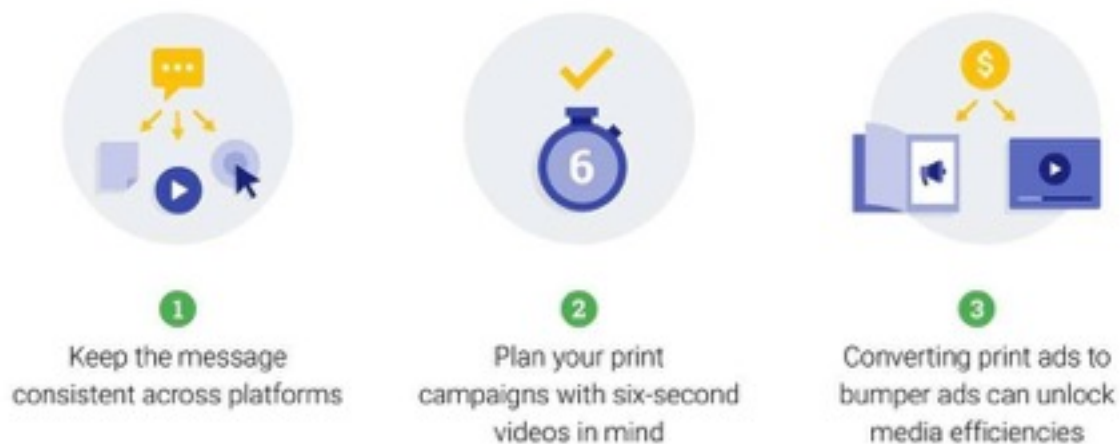 6
$
1
Keep the message
consistent across platforms
2
Plan your print
campaigns with six-second
videos in mind
3
Converting print ads to
bumper ads can unlock
media efficiencies